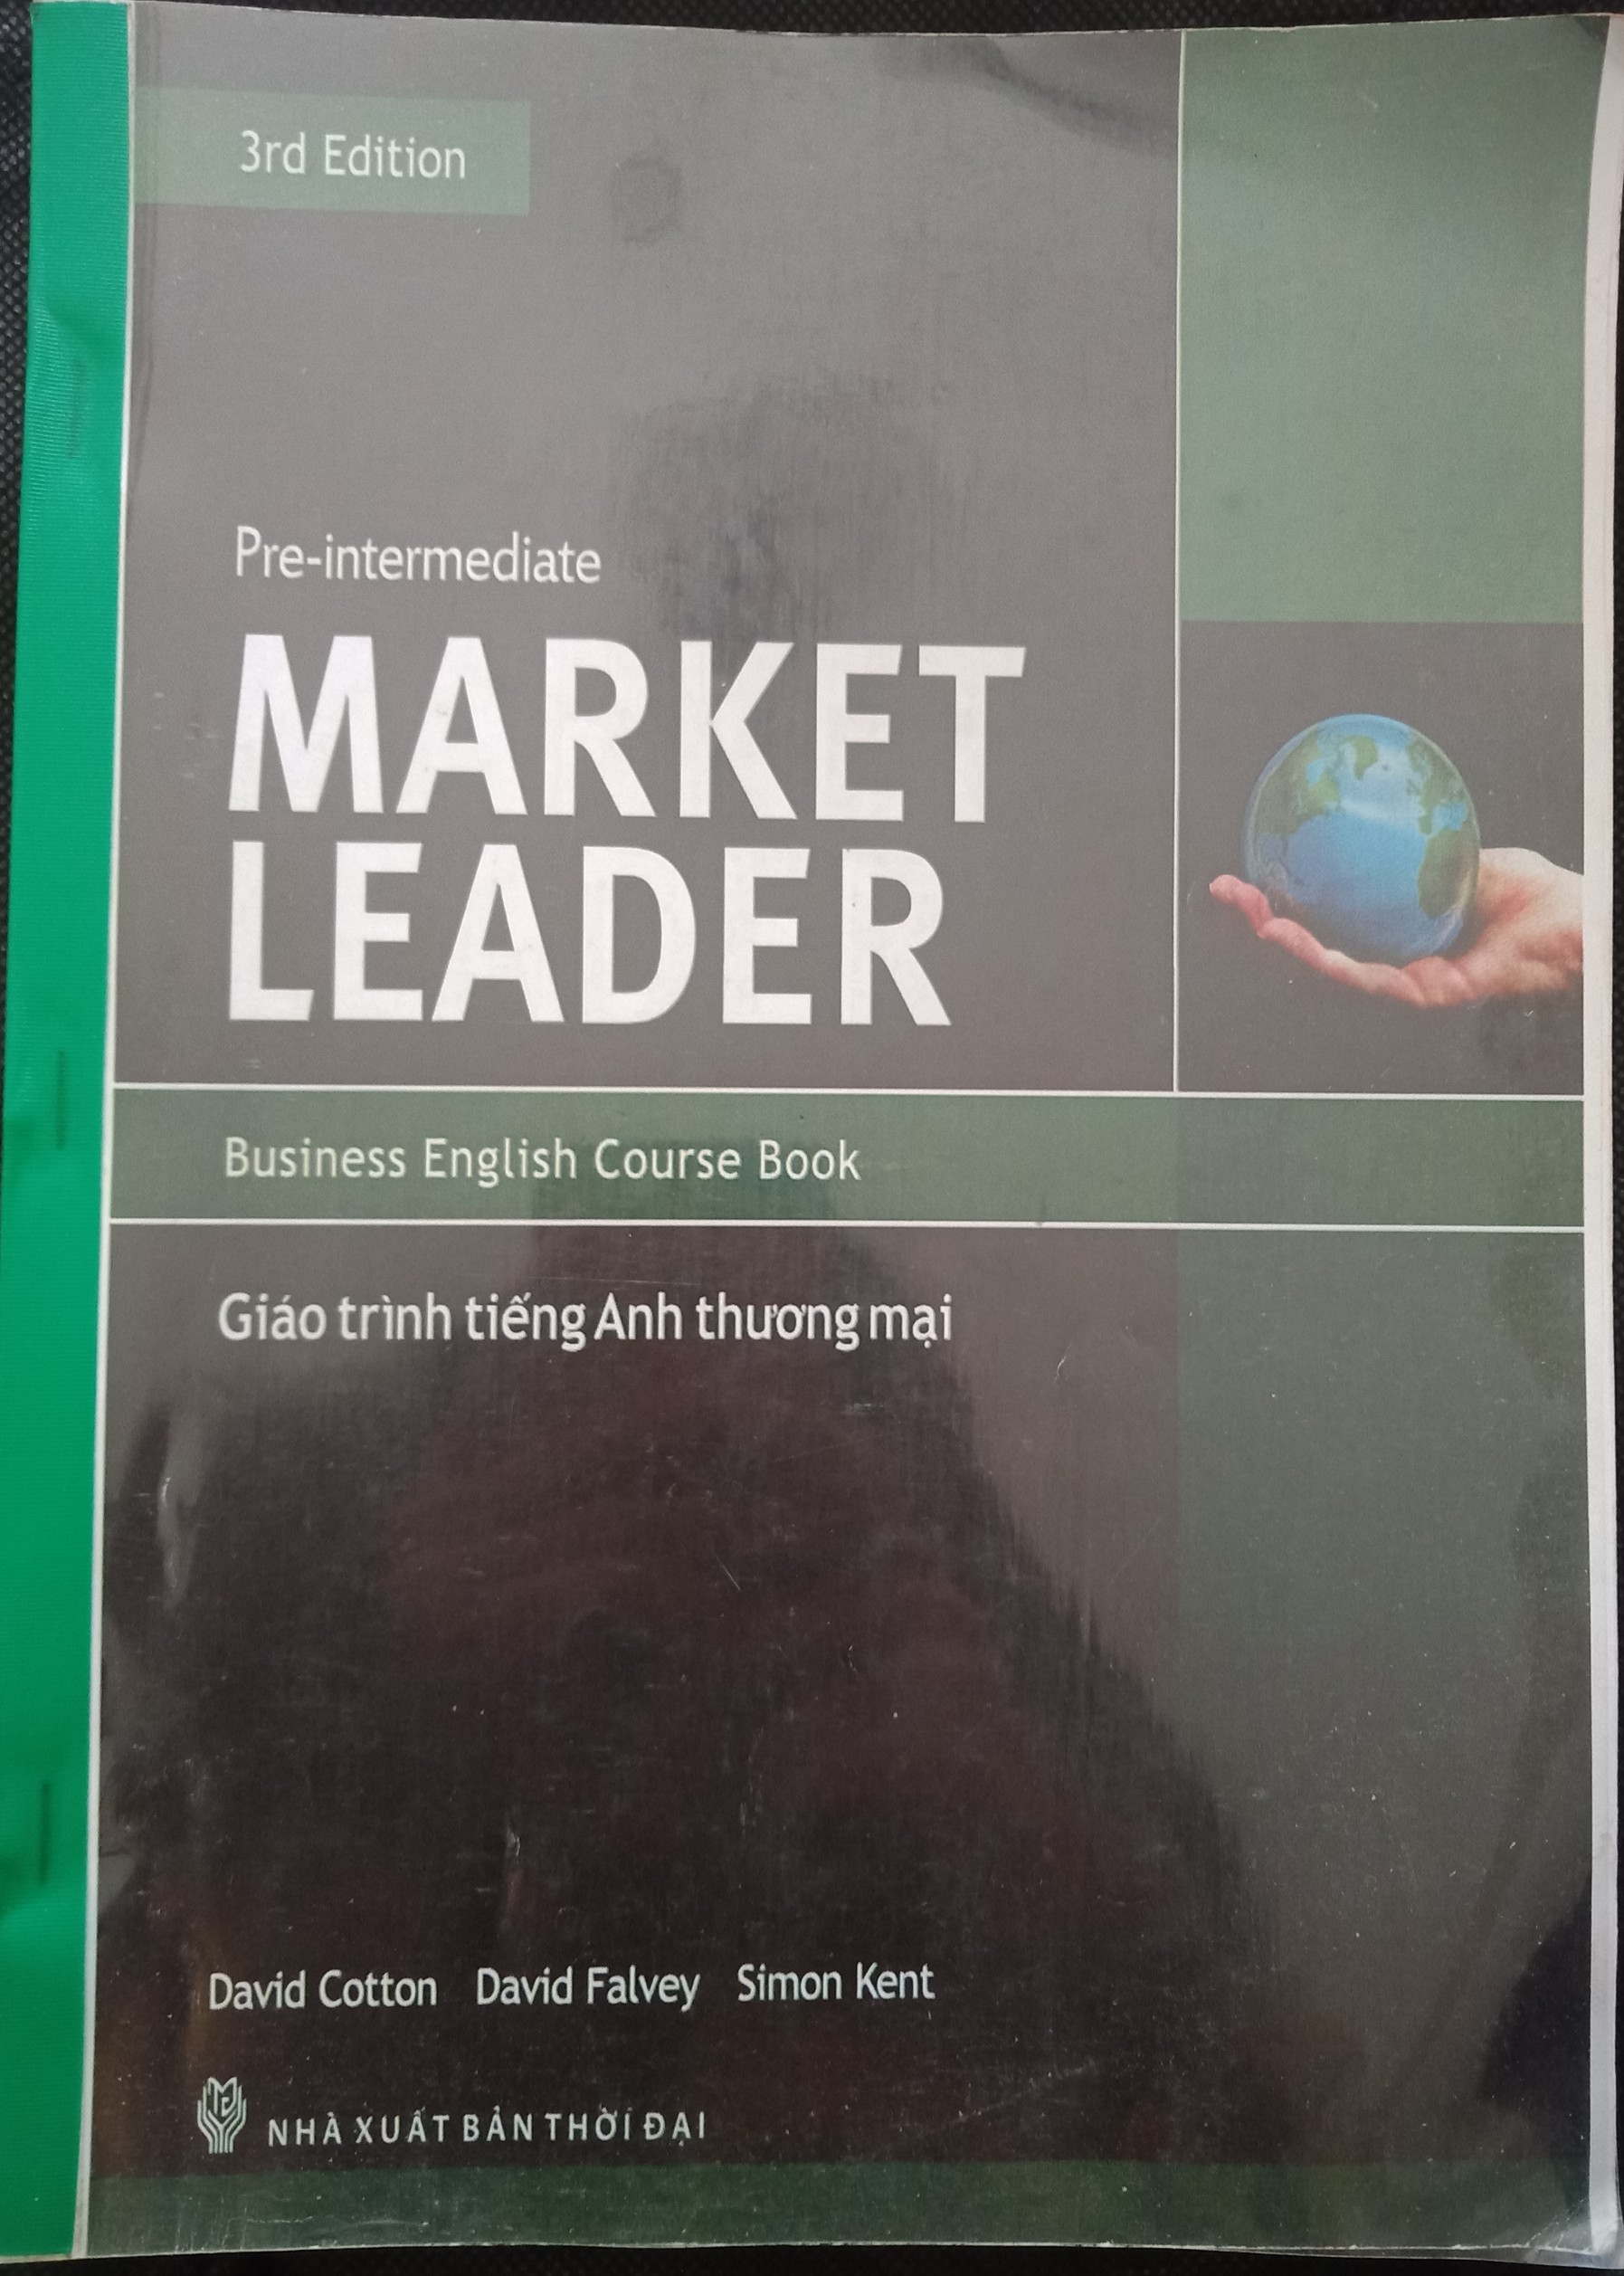 3rd Edition
Pre-intermediate
MARKET
LEADER
Business English Course Book
Giáo trình tiếng Anh thương mại
David Cotton David Falvey Simon Kent
NHÀ XUẤT BẢN THỜI ĐẠI